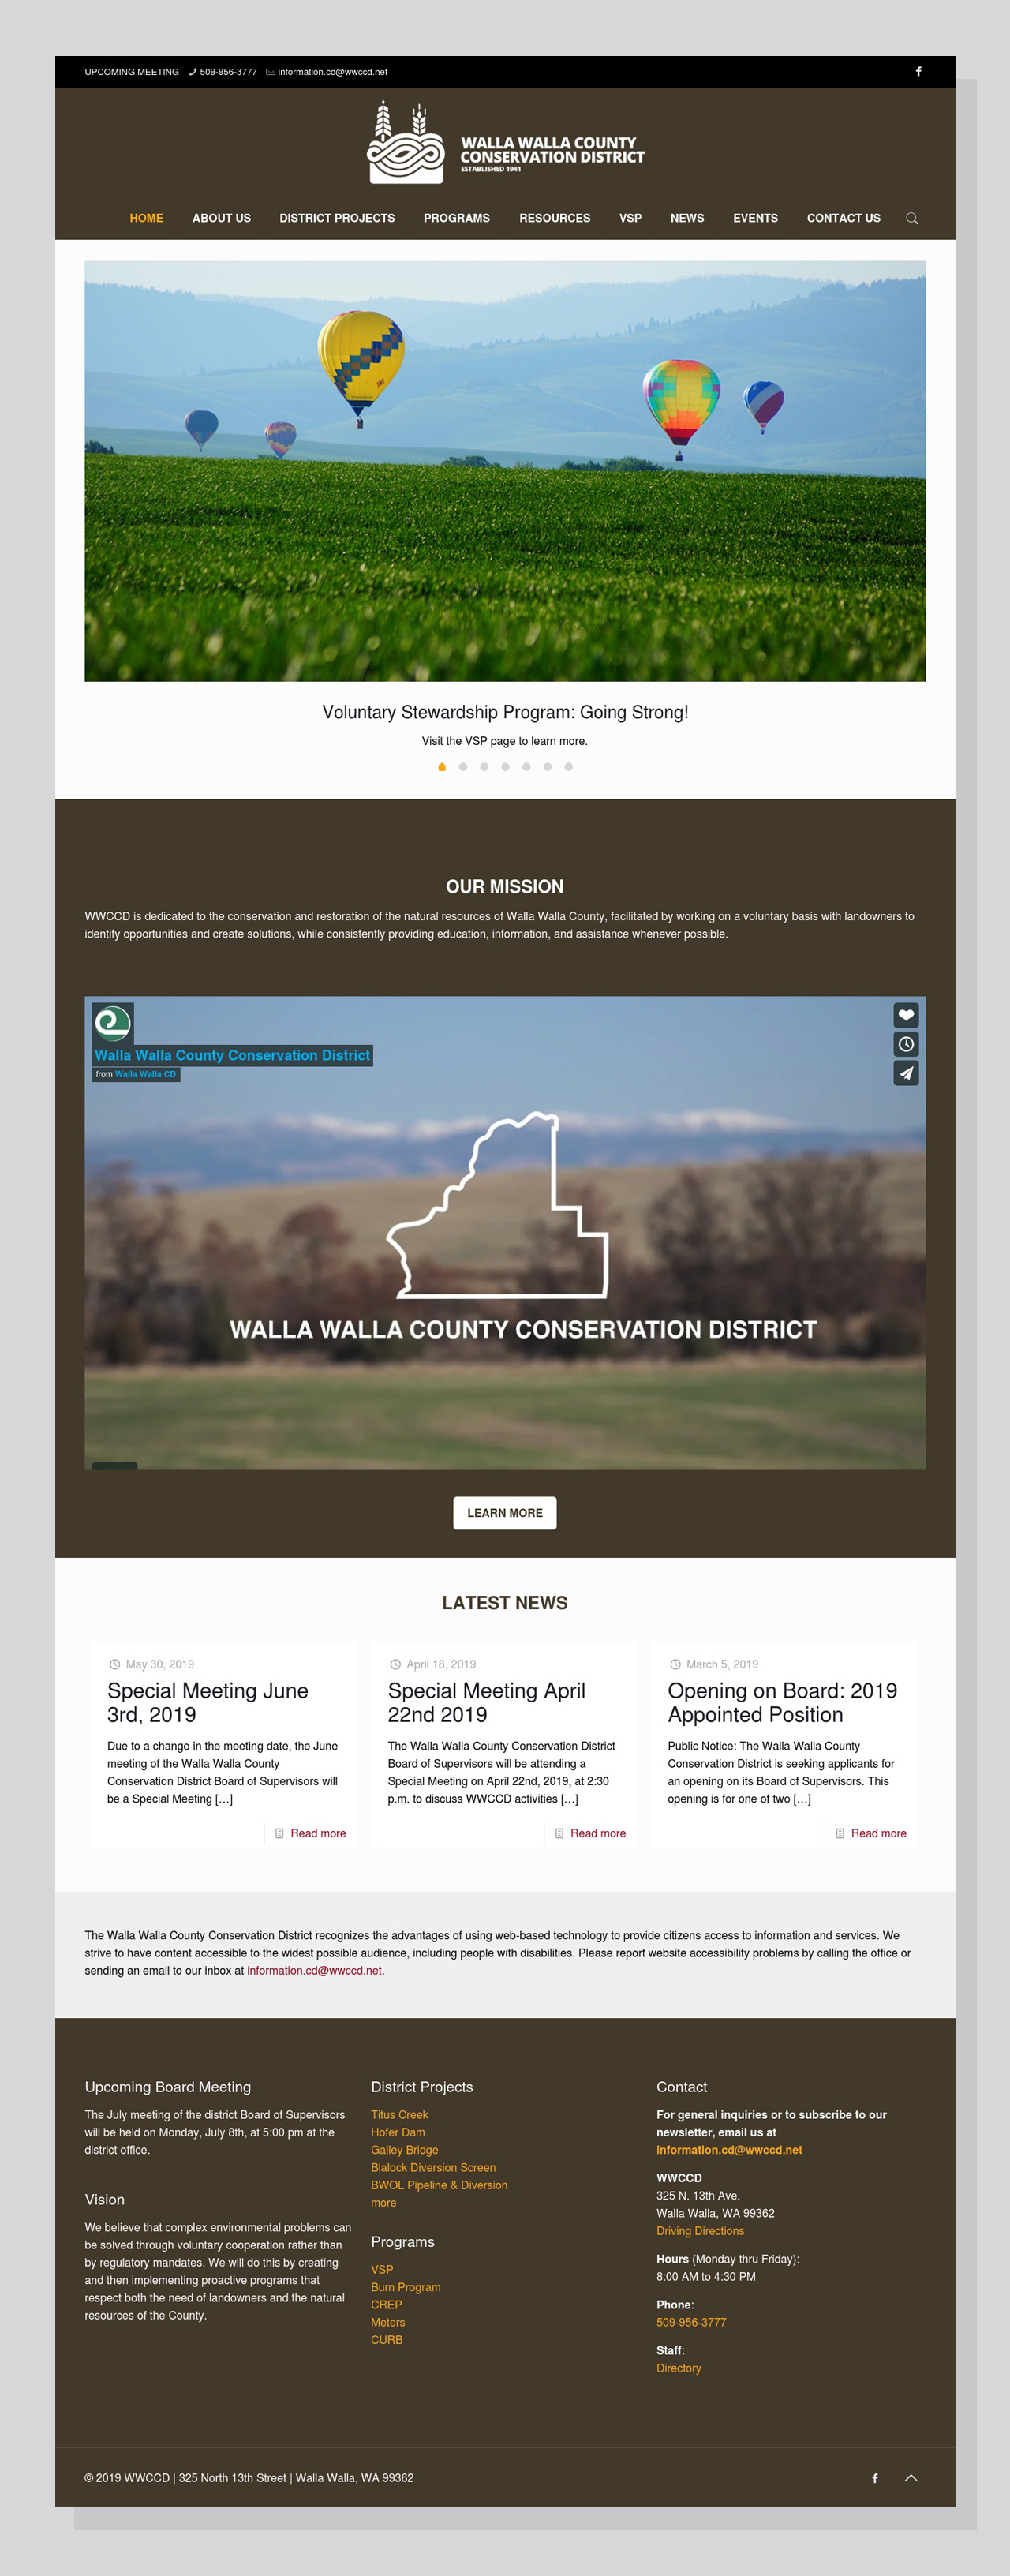 UPCOMING MEETING 509-956-3777 information.cd@wwccd.net
WALLA WALLA COUNTY
CONSERVATION DISTRICT
ESTABLISHED 1941
HOME ABOUT US DISTRICT PROJECTS PROGRAMS RESOURCES VSP NEWS EVENTS CONTACT US
Voluntary Stewardship Program: Going Strong!
Visit the VSP page to learn more.
OUR MISSION
WWCCD is dedicated to the conservation and restoration of the natural resources of Walla Walla County, facilitated by working on a voluntary basis with landowners to
identify opportunities and create solutions, while consistently providing education, information, and assistance whenever possible.
Walla Walla County Conservation District
from Walla Walla CD
WALLA WALLA COUNTY CONSERVATION DISTRICT
LEARN MORE
LATEST NEWS
May 30, 2019
Special Meeting June
3rd, 2019
Due to a change in the meeting date, the June
meeting of the Walla Walla County
Conservation District Board of Supervisors will
be a Special Meeting […]
Read more
April 18, 2019
Special Meeting April
22nd 2019
The Walla Walla County Conservation District
Board of Supervisors will be attending a
Special Meeting on April 22nd, 2019, at 2:30
p.m. to discuss WWCCD activities […]
Read more
March 5, 2019
Opening on Board: 2019
Appointed Position
Public Notice: The Walla Walla County
Conservation District is seeking applicants for
an opening on its Board of Supervisors. This
opening is for one of two […]
Read more
The Walla Walla County Conservation District recognizes the advantages of using web-based technology to provide citizens access to information and services. We
strive to have content accessible to the widest possible audience, including people with disabilities. Please report website accessibility problems by calling the office or
sending an email to our inbox at information.cd@wwccd.net.
Upcoming Board Meeting
The July meeting of the district Board of Supervisors
will be held on Monday, July 8th, at 5:00 pm at the
district office.
Vision
We believe that complex environmental problems can
be solved through voluntary cooperation rather than
by regulatory mandates. We will do this by creating
and then implementing proactive programs that
respect both the need of landowners and the natural
resources of the County.
District Projects
Titus Creek
Hofer Dam
Gailey Bridge
Blalock Diversion Screen
BWOL Pipeline & Diversion
more
Programs
VSP
Burn Program
CREP
Meters
CURB
Contact
For general inquiries or to subscribe to our
newsletter, email us at
information.cd@wwccd.net
WWCCD
325 N. 13th Ave.
Walla Walla, WA 99362
Driving Directions
Hours (Monday thru Friday):
8:00 AM to 4:30 PM
Phone:
509-956-3777
Staff:
Directory
© 2019 WWCCD | 325 North 13th Street | Walla Walla, WA 99362